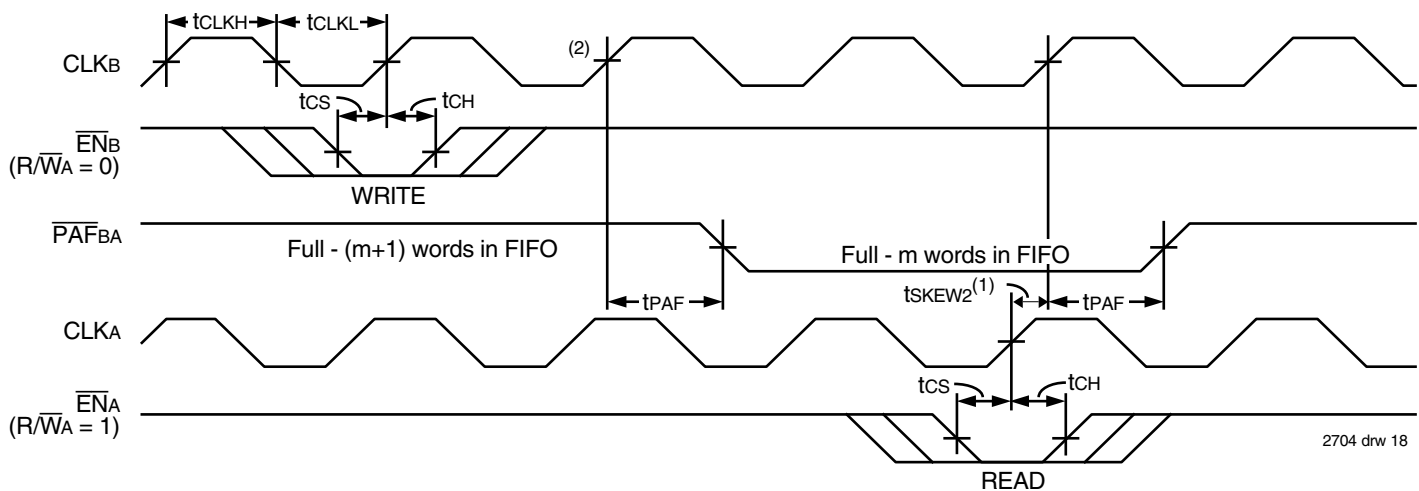 tCLKH
tCLKL
CLKB
(2)
tCS
tCH
ENB
(R/WA = 0)
WRITE
PAFBA
Full - (m+1) words in FIFO
Full - m words in FIFO
tPAF
tSKEW2(1)
tPAF
CLKA
tCS
tCH
ENA
(R/WA = 1)
2704 drw 18
READ